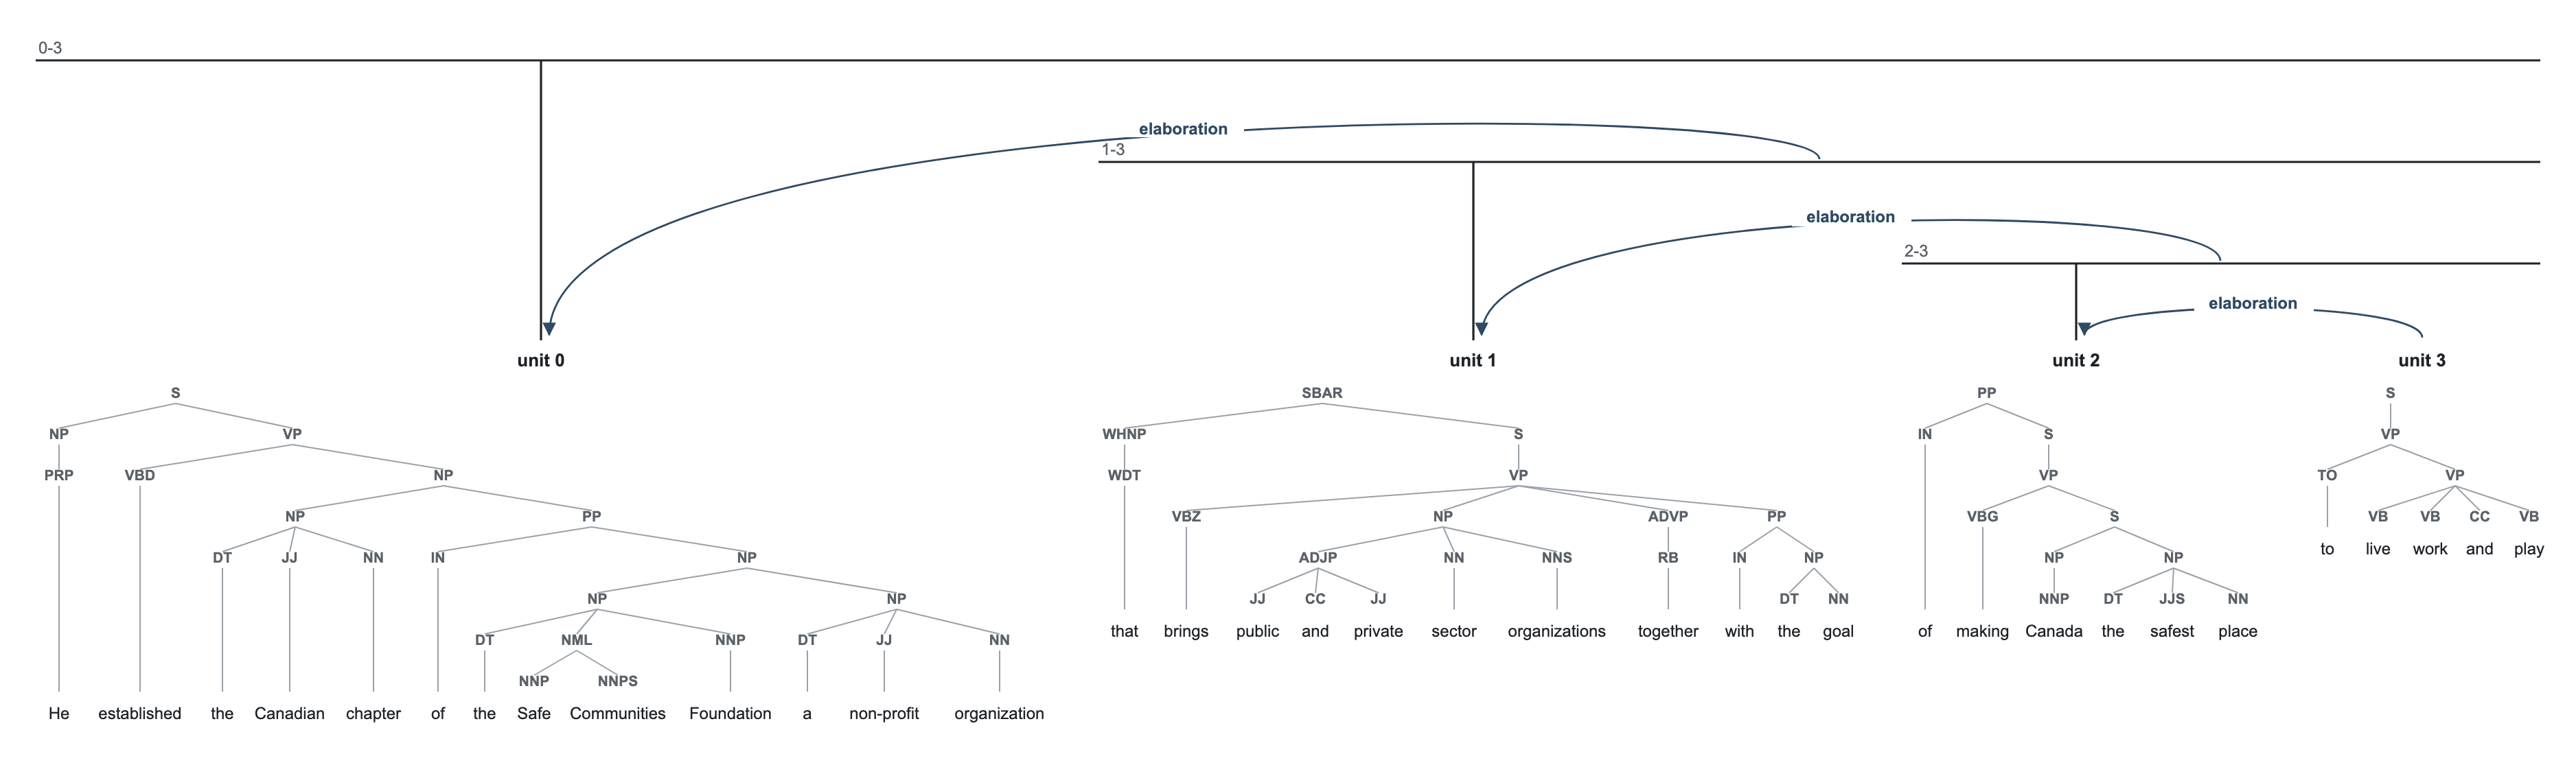 0-3
elaboration
1-3
elaboration
2-3
elaboration
unit 0 unit 1 unit 2 unit 3
S SBAR PP S
NP VP WHNP S IN S VP
PRP VBD NP WDT VP VP TO VP
NP PP VBZ NP ADVP PP VBG S VB VB CC VB
DT JJ NN IN NP ADJP NN NNS RB IN NP NP NP
to live work and play
NP NP JJ CC JJ DT NN NNP DT JJS NN
that brings public and private sector organizations together with the goal of making Canada the safest place
DT NML NNP DT JJ NN
NNP NNPS
He established the Canadian chapter of the Safe Communities Foundation a non-profit organization